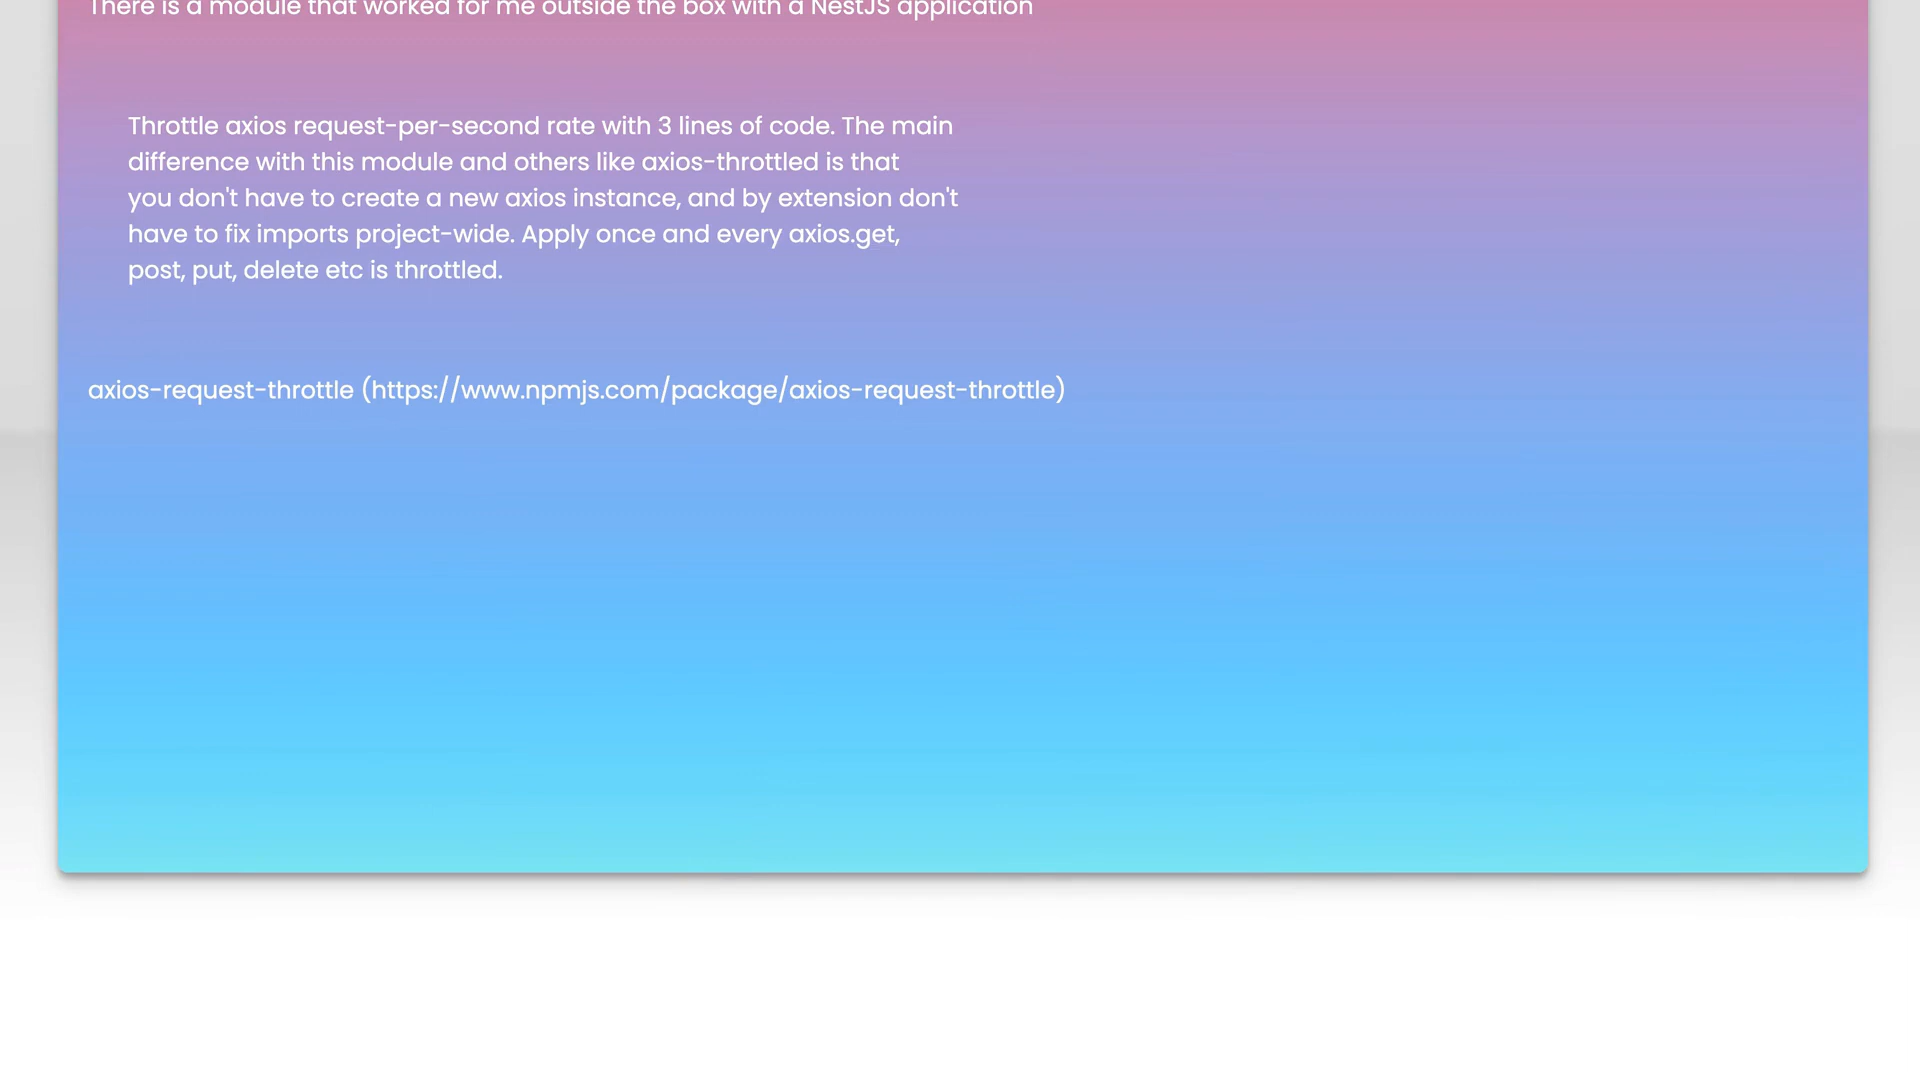 There is a module that worked for me outside the box with a NestJS application
Throttle axios request-per-second rate with 3 lines of code. The main
difference with this module and others like axios-throttled is that
you don't have to create a new axios instance, and by extension don't
have to fix imports project-wide. Apply once and every axios.get,
post, put, delete etc is throttled.
axios-request-throttle (https://www.npmjs.com/package/axios-request-throttle)